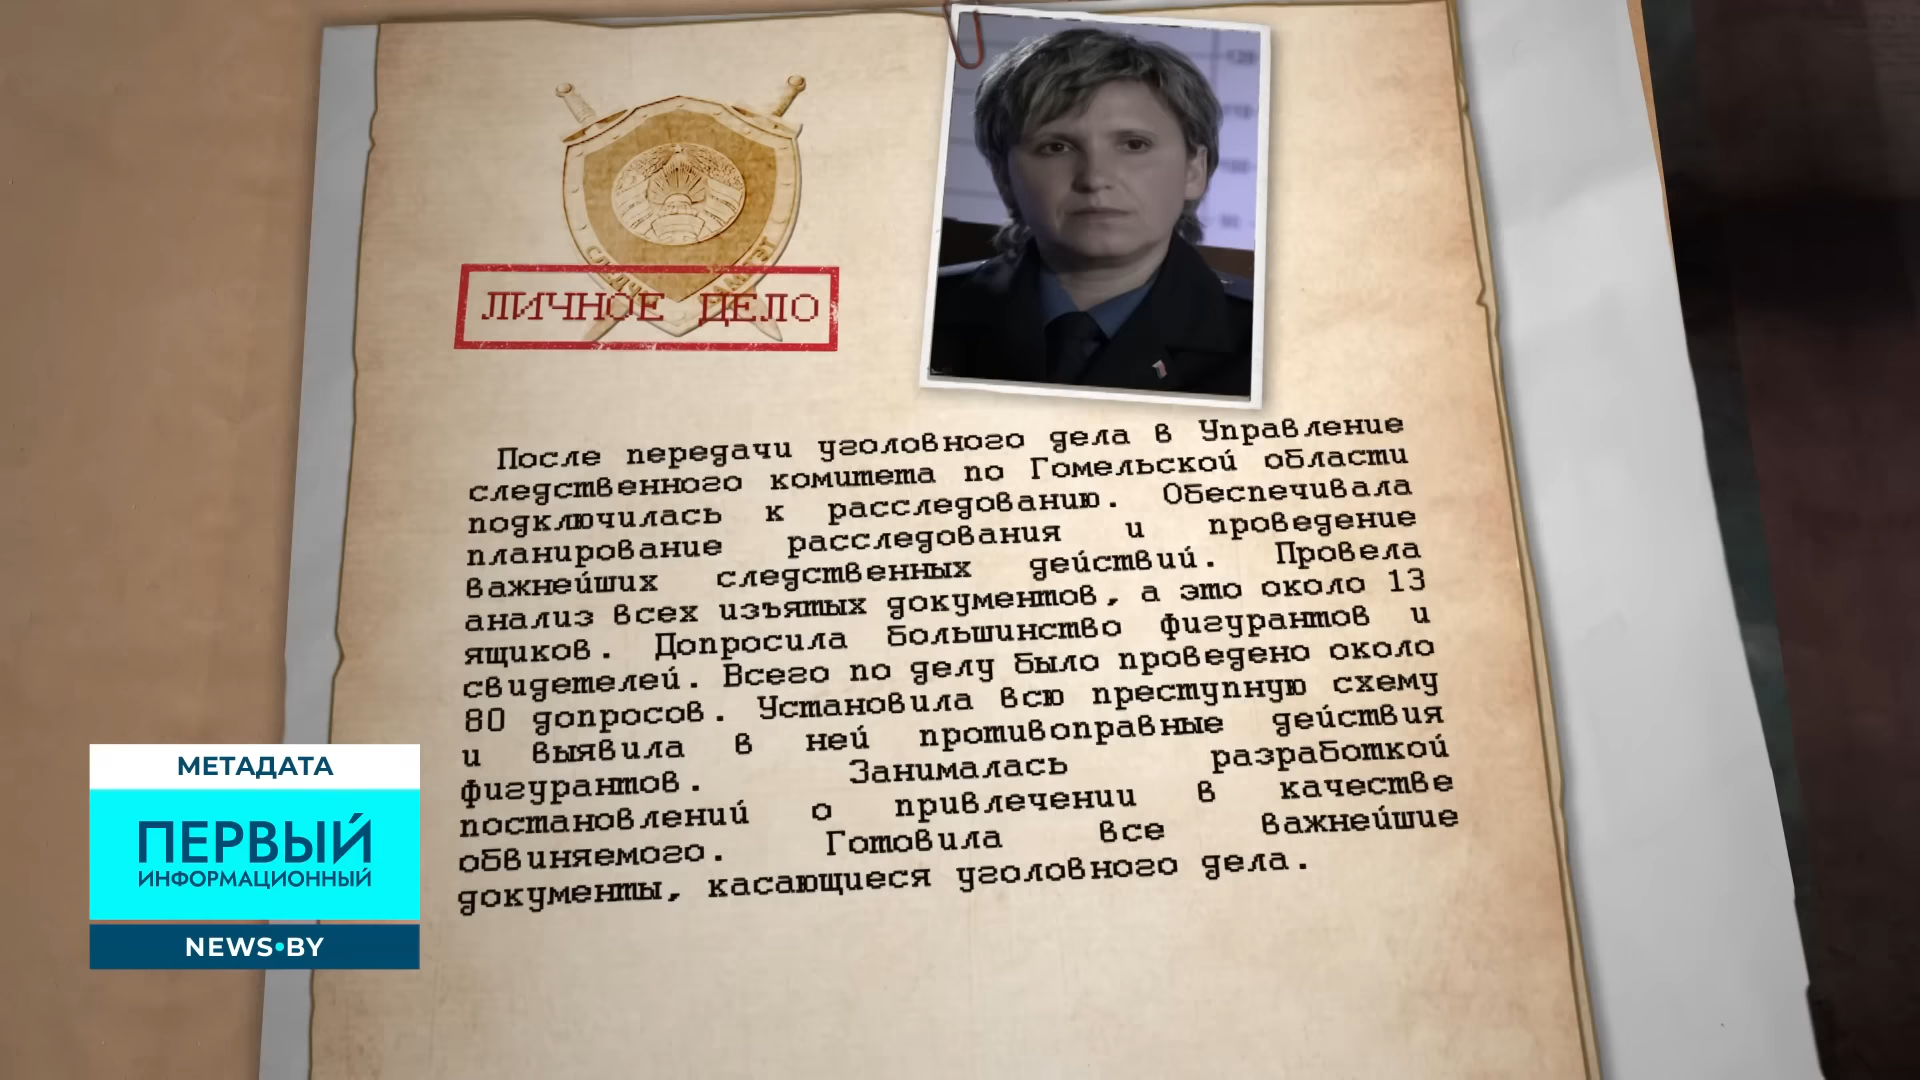 ЛИЧНОЕ ДЕЛО
После передачи уголовного дела в Управление
следственного комитета по Гомельской области
подключилась к расследованию. Обеспечивала
планирование расследования и проведение
важнейших следственных действий. Провела
анализ всех изъятых документов, а это около 13
ящиков. Допросила большинство фигурантов и
свидетелей. Всего по делу было проведено около
80 допросов. Установила всю преступную схему
и выявила в ней противоправные действия
фигурантов. Занималась разработкой
постановлений о привлечении в качестве
обвиняемого. Готовила все важнейшие
документы, касающиеся уголовного дела.
МЕТАДАТА
ПЕРВЫЙ
ИНФОРМАЦИОННЫЙ
NEWS•BY